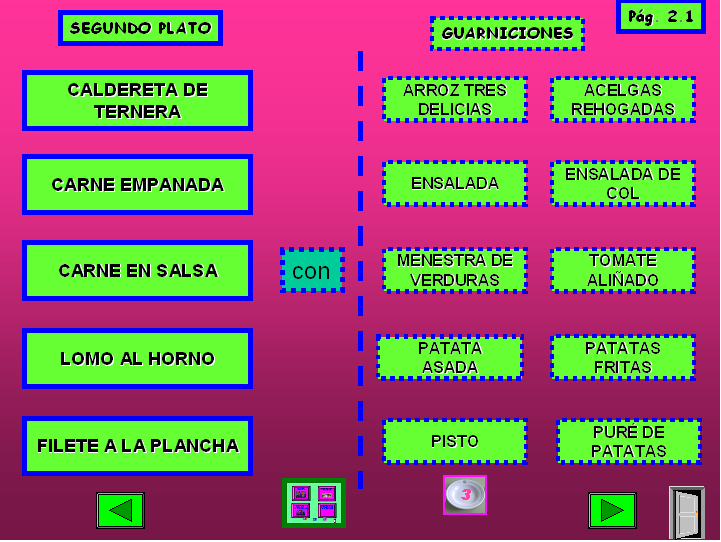 SEGUNDO PLATO
GUARNICIONES
Pág. 2.1
CALDERETA DE
TERNERA
ARROZ TRES
DELICIAS
ACELGAS
REHOGADAS
CARNE EMPANADA
ENSALADA
ENSALADA DE
COL
CARNE EN SALSA
con
MENESTRA DE
VERDURAS
TOMATE
ALIÑADO
LOMO AL HORNO
PATATA
ASADA
PATATAS
FRITAS
FILETE A LA PLANCHA
PISTO
PURÉ DE
PATATAS
3